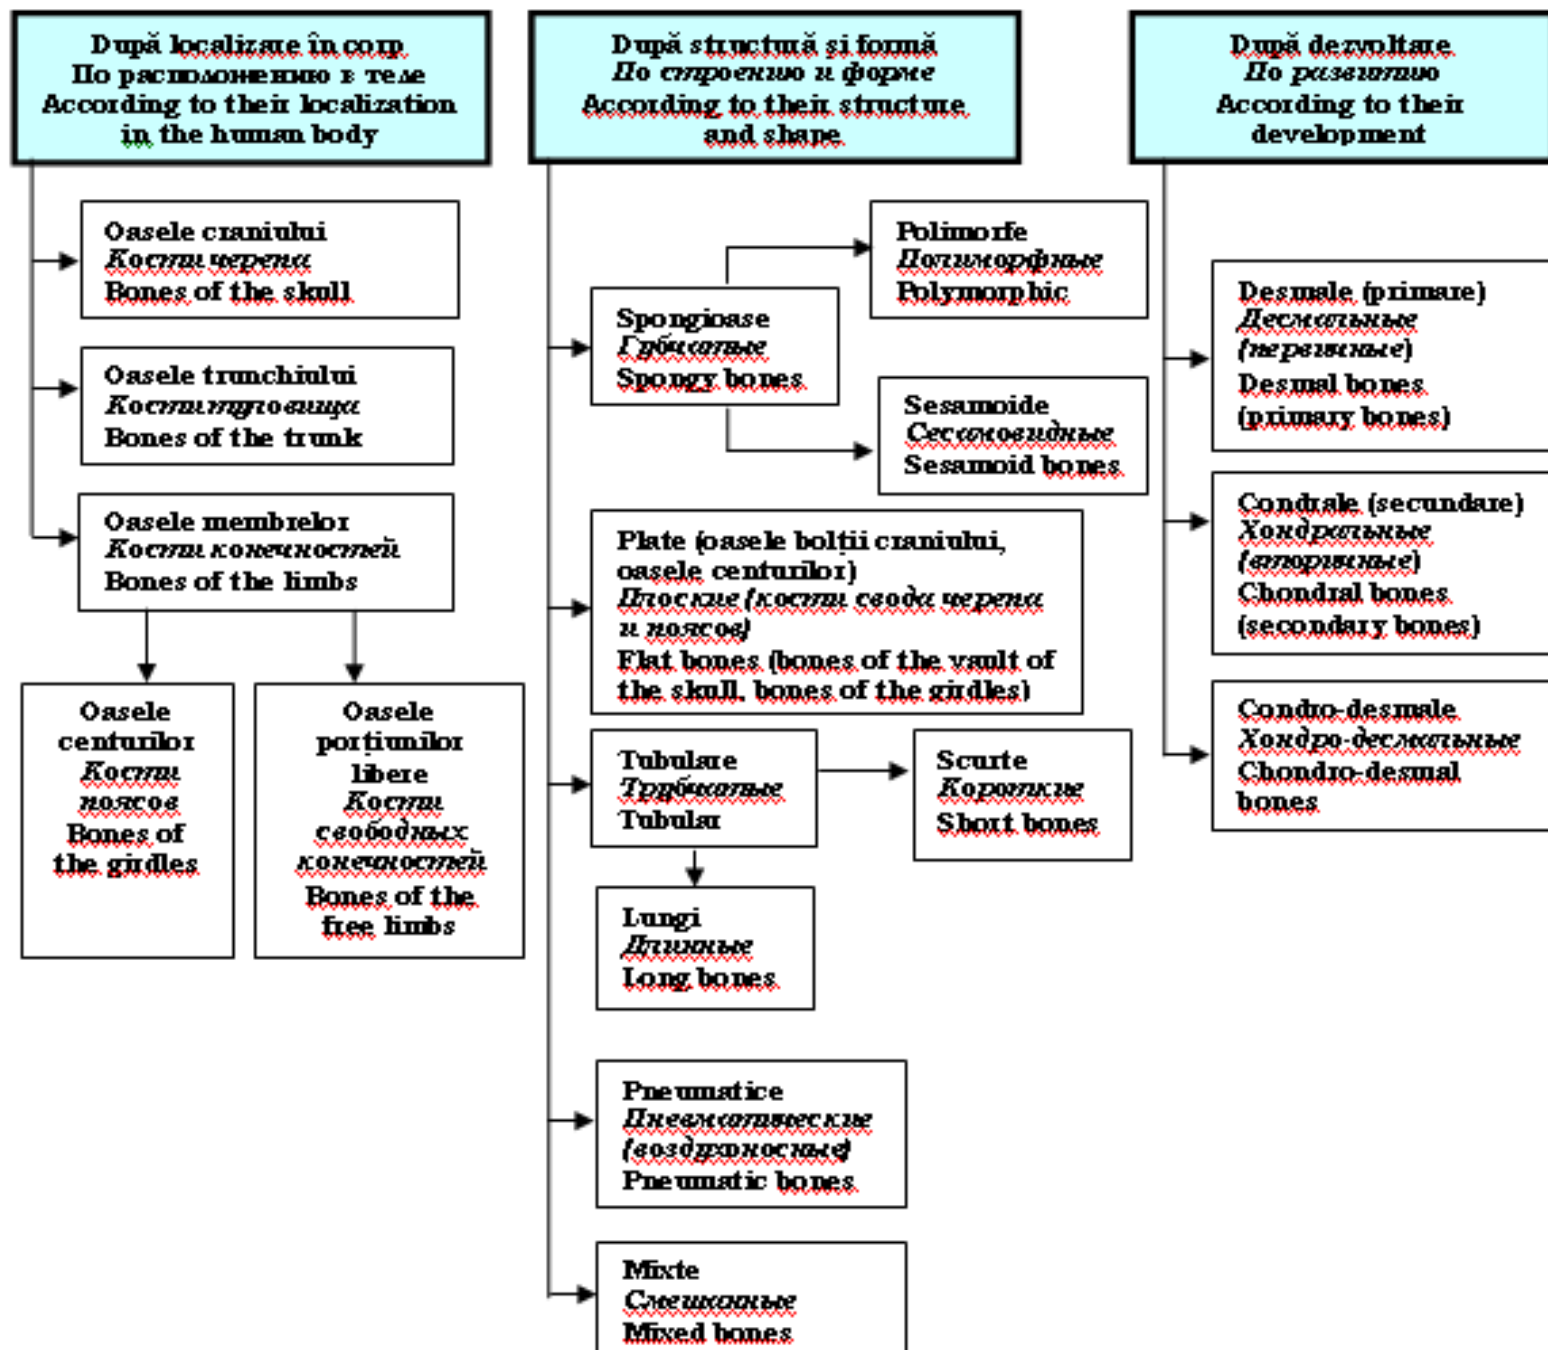 După localizare în corp
По расположению в теле
According to their localization
in the human body
Oasele craniului
Кости черепа
Bones of the skull
Oasele trunchiului
Кости туловища
Bones of the trunk
Oasele membrelor
Кости конечностей
Bones of the limbs
Oasele
centurilor
Кости
поясов
Bones of
the girdles
Oasele
porțiunilor
libere
Кости
свободных
конечностей
Bones of the
free limbs
După structură și formă
По строению и форме
According to their structure
and shape
Spongioase
Губчатые
Spongy bones
Polimorfe
Полиморфные
Polymorphic
Sesamoide
Сесамовидные
Sesamoid bones
Plate (oasele bolții craniului,
oasele centurilor)
Плоские (кости свода черепа
и поясов)
Flat bones (bones of the vault of
the skull, bones of the girdles)
Tubulare
Трубчатые
Tubular
Scurte
Короткие
Short bones
Lungi
Длинные
Long bones
Pneumatice
Пневматические
(воздухоносные)
Pneumatic bones
Mixte
Смешанные
Mixed bones
După dezvoltare
По развитию
According to their
development
Desmale (primare)
Десмальные
(первичные)
Desmal bones
(primary bones)
Condrale (secundare)
Хондральные
(вторичные)
Chondral bones
(secondary bones)
Condro-desmale
Хондро-десмальные
Chondro-desmal
bones